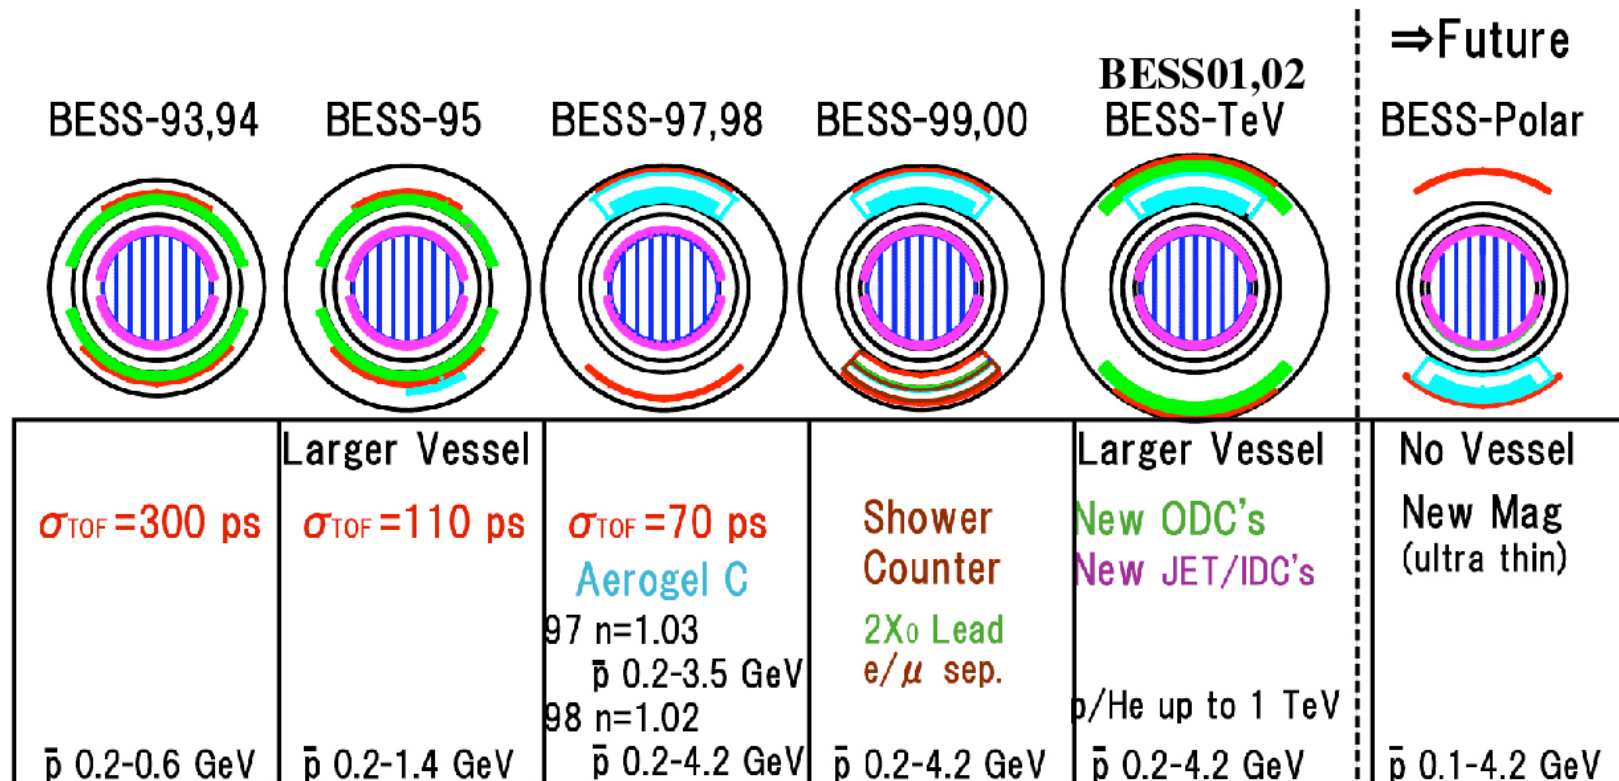 ⇒Future
BESS-93,94
BESS-95
BESS-97,98
BESS-99,00
BESS01,02
BESS-TeV
BESS-Polar
σTOF =300 ps
p̄ 0.2-0.6 GeV
Larger Vessel
σTOF =110 ps
p̄ 0.2-1.4 GeV
σTOF =70 ps
Aerogel C
97 n=1.03
p̄ 0.2-3.5 GeV
98 n=1.02
p̄ 0.2-4.2 GeV
Shower
Counter
2X₀ Lead
e/μ sep.
p̄ 0.2-4.2 GeV
Larger Vessel
New ODC's
New JET/IDC's
p/He up to 1 TeV
p̄ 0.2-4.2 GeV
No Vessel
New Mag
(ultra thin)
p̄ 0.1-4.2 GeV